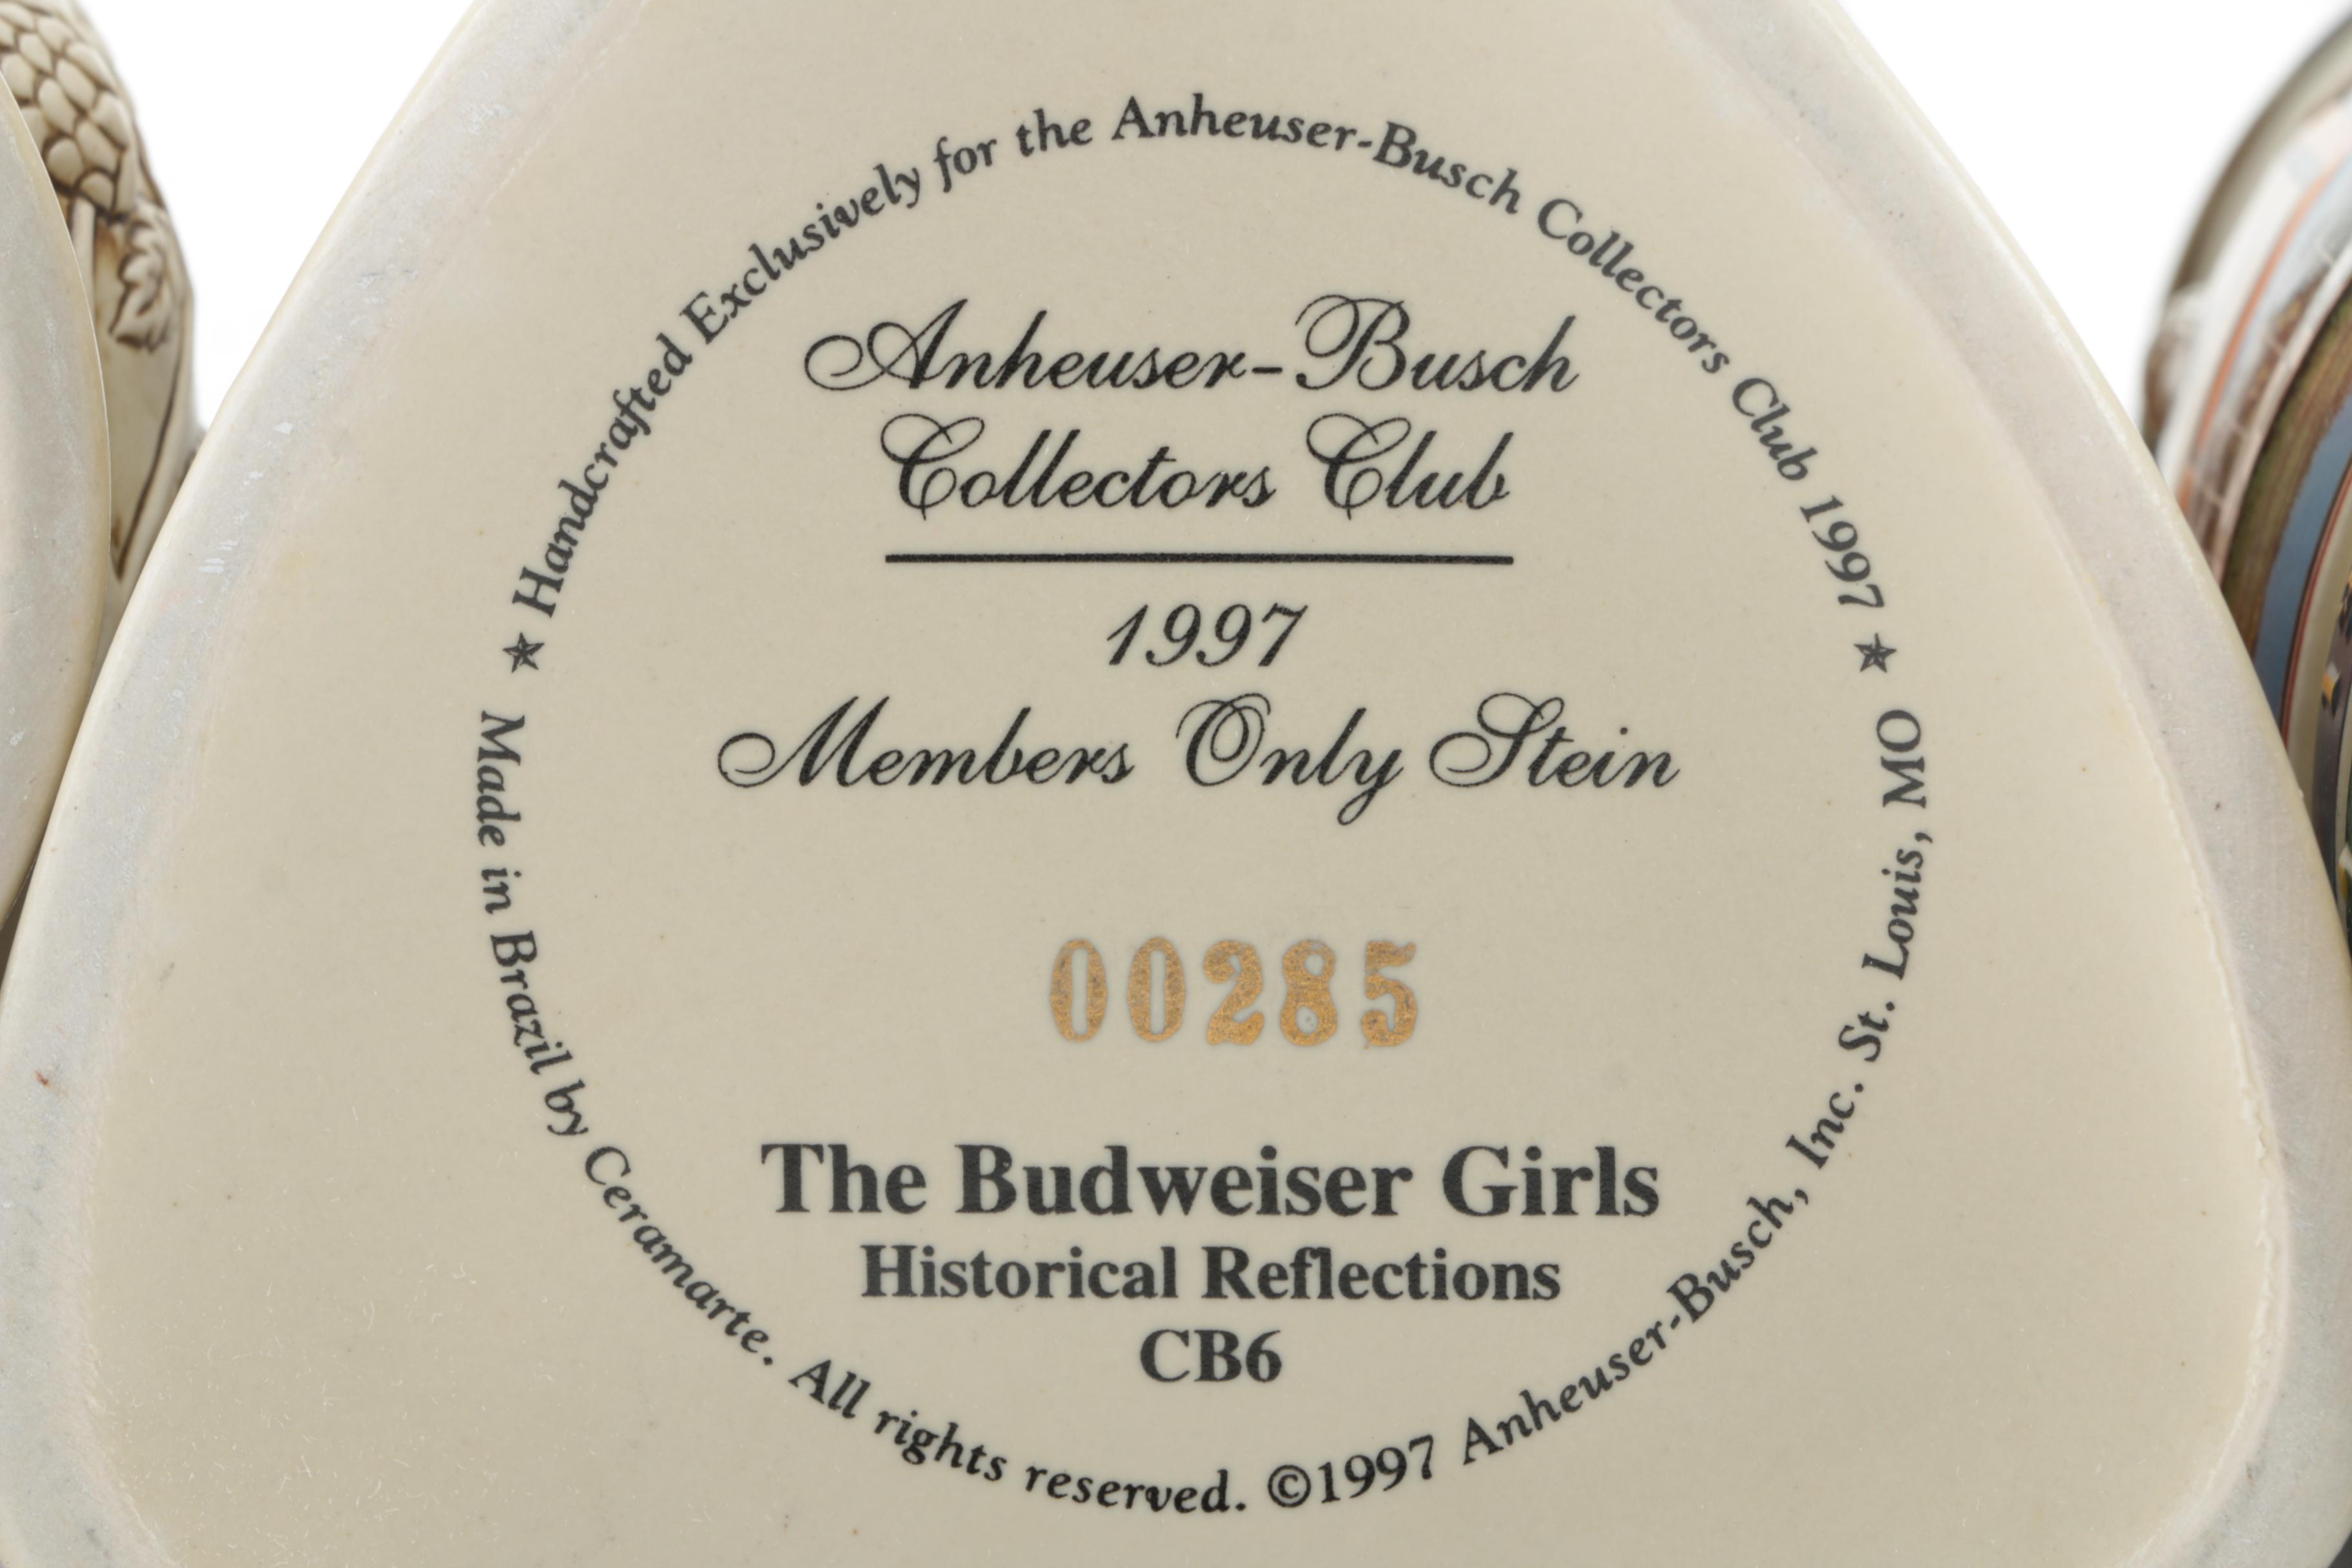 ★ Handcrafted Exclusively for the Anheuser-Busch Collectors Club 1997 ★
Anheuser-Busch
Collectors Club
1997
Members Only Stein
00285
The Budweiser Girls
Historical Reflections
CB6
Made in Brazil by Ceramarte. All rights reserved. ©1997 Anheuser-Busch, Inc. St. Louis, MO